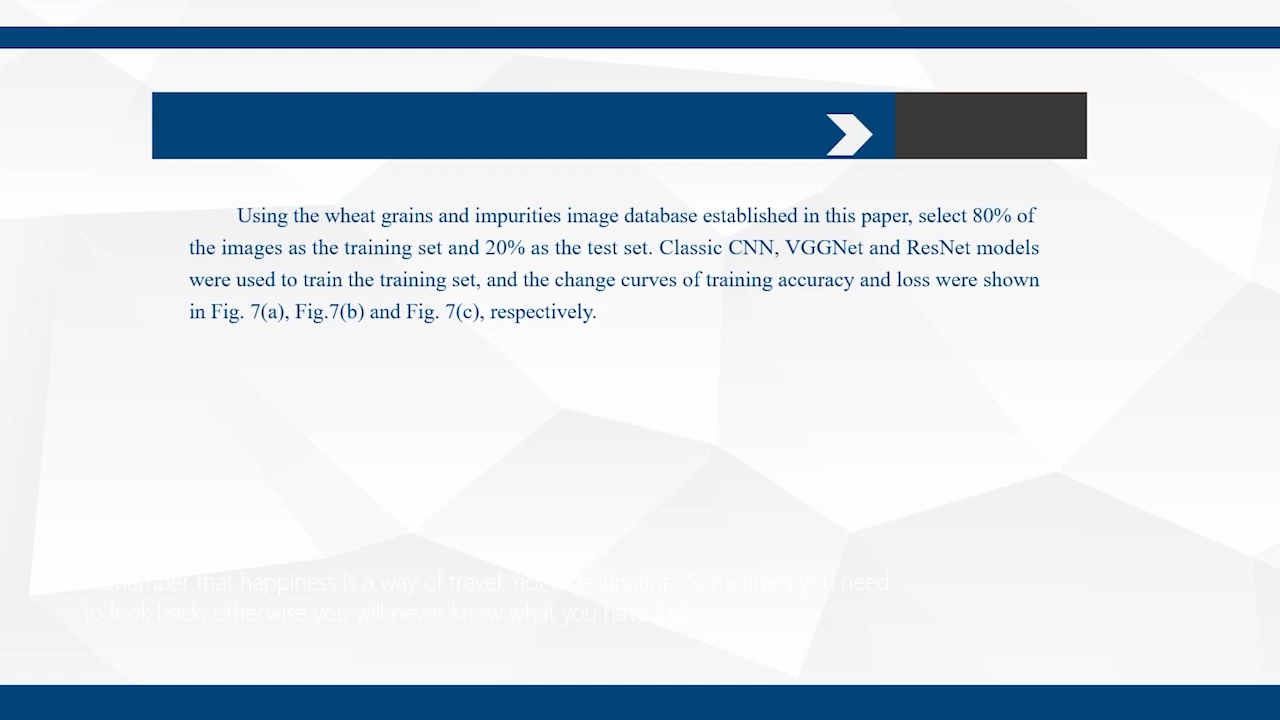 Using the wheat grains and impurities image database established in this paper, select 80% of
the images as the training set and 20% as the test set. Classic CNN, VGGNet and ResNet models
were used to train the training set, and the change curves of training accuracy and loss were shown
in Fig. 7(a), Fig.7(b) and Fig. 7(c), respectively.
Remember that happiness is a way of travel, not a destination. Sometimes you need
to look back, otherwise you will never know what you have lost